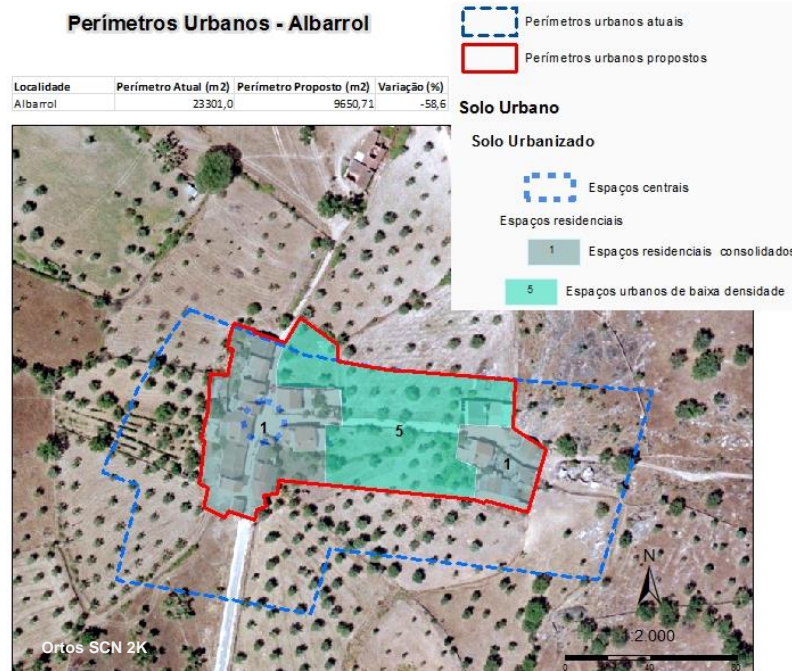 Perímetros Urbanos - Albarrol
Perímetros urbanos atuais
Perímetros urbanos propostos
Localidade Perímetro Atual (m2) Perímetro Proposto (m2) Variação (%)
Albarrol 23301,0 9650,71 -58,6
Solo Urbano
Solo Urbanizado
Espaços centrais
Espaços residenciais
1 Espaços residenciais consolidados
5 Espaços urbanos de baixa densidade
1
5
1
N
1:2.000
Ortos SCN 2K
0 40